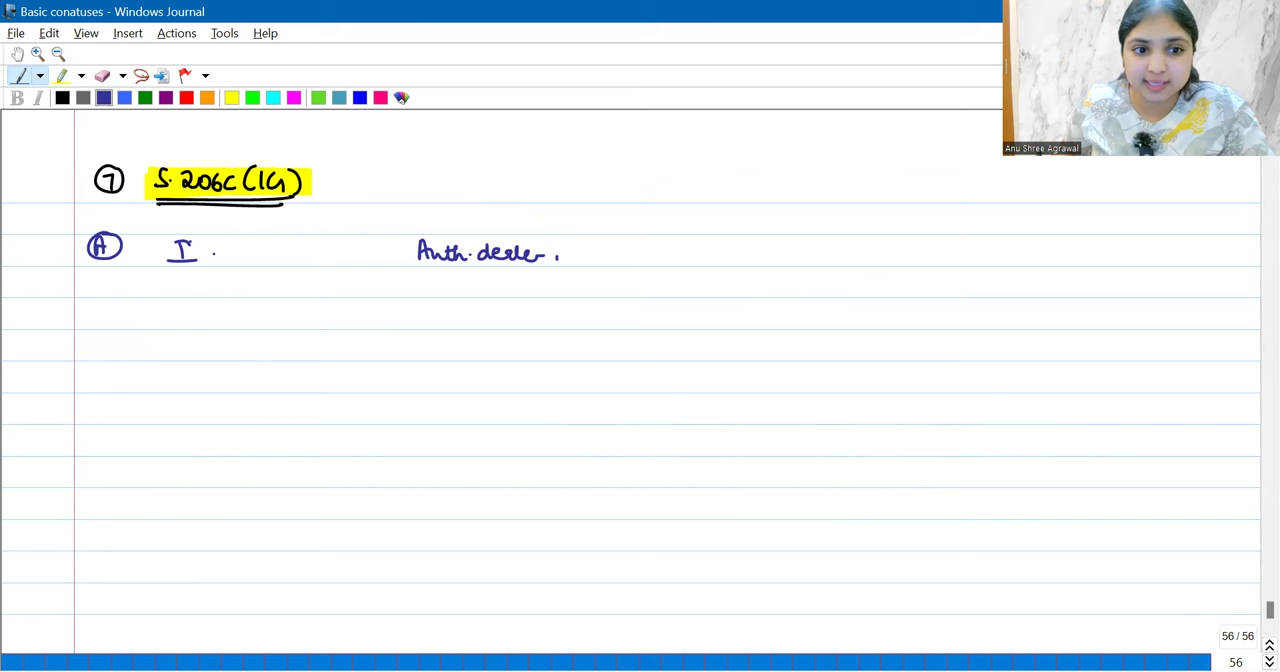 Basic conatuses - Windows Journal
File Edit View Insert Actions Tools Help
B I
Anu Shree Agrawal
7 S.206C(1G)
A I. Auth. dealer.
56 / 56
56